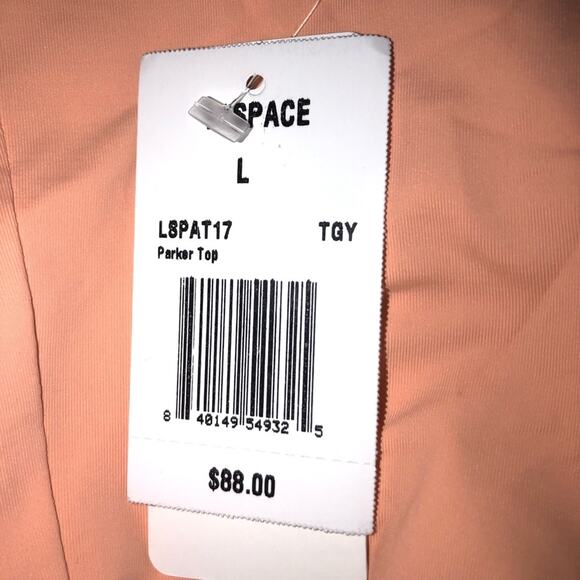 SPACE
L
LSPAT17 TGY
Parker Top
8 40149 54932 5
$88.00